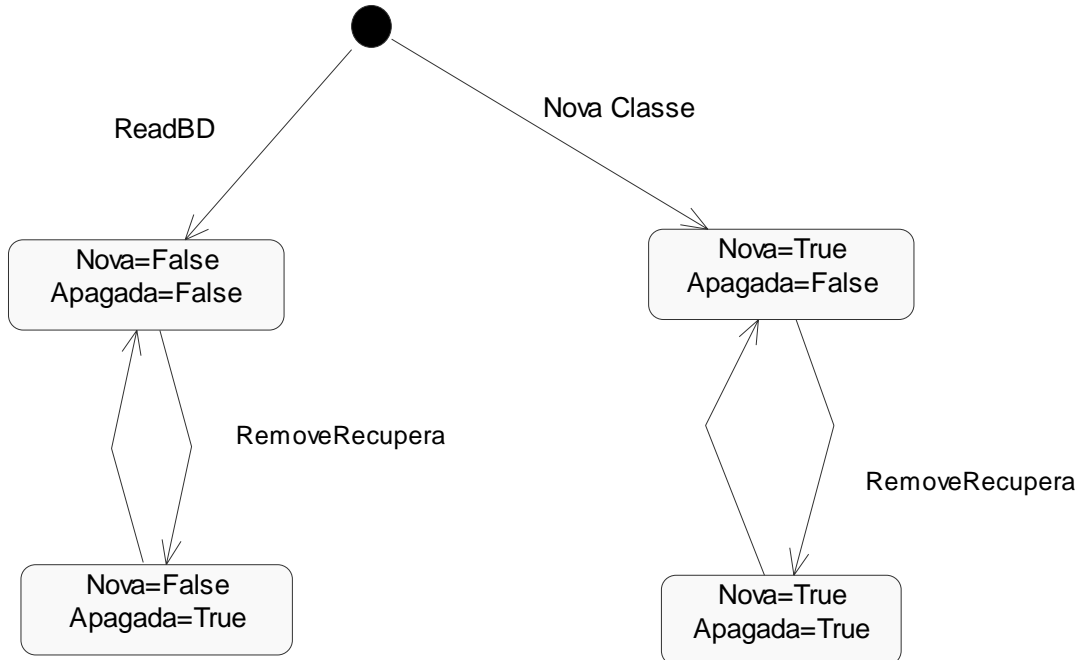 Nova Classe
ReadBD
Nova=False
Apagada=False
Nova=True
Apagada=False
RemoveRecupera
RemoveRecupera
Nova=False
Apagada=True
Nova=True
Apagada=True